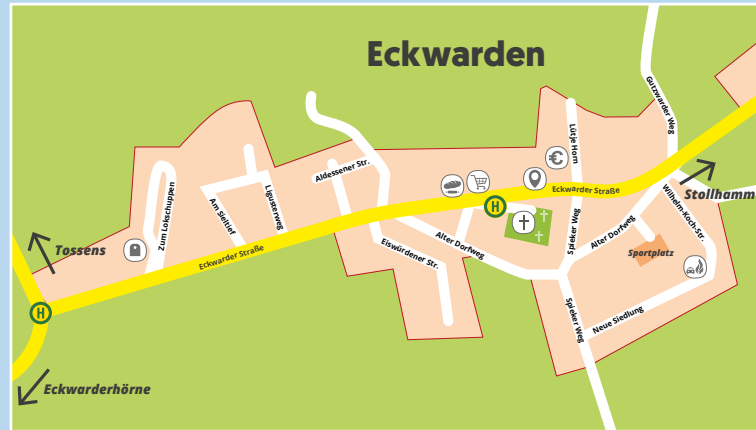 Eckwarden
Gutzwarder Weg
Lütje Horn
€
Aldessener Str.
Eckwarder Straße
Stollhamm
Zum Lokschuppen
Am Sieltief
Ligusterweg
H
Wilhelm-Koch-Str.
Alter Dorfweg
Spieker Weg
Alter Dorfweg
Tossens
Eckwarder Straße
Eiswürdener Str.
Sportplatz
H
Spieker Weg
Neue Siedlung
Eckwarderhörne